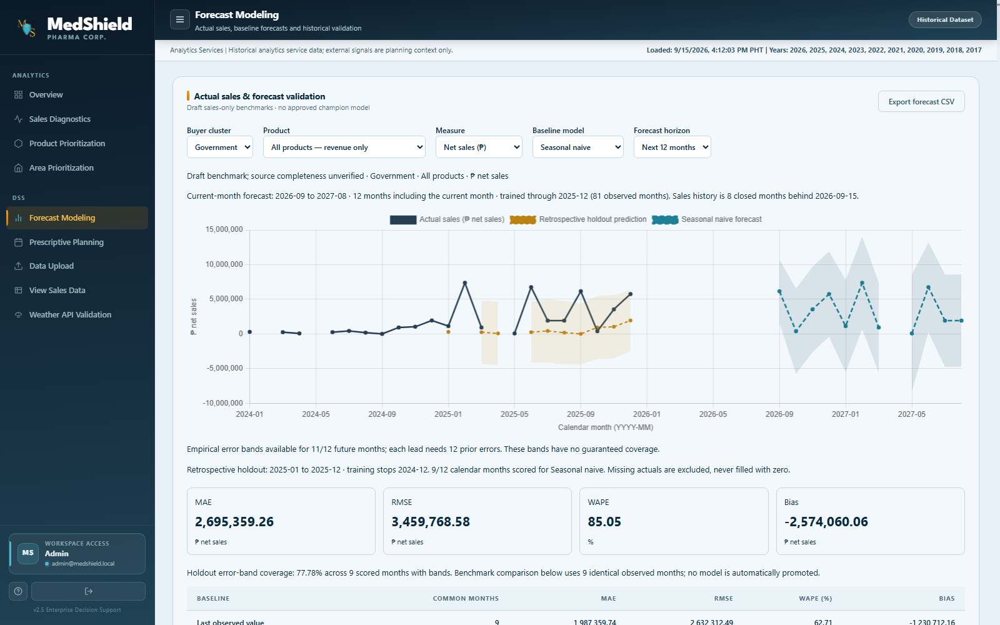 MedShield
PHARMA CORP.
ANALYTICS
Overview
Sales Diagnostics
Product Prioritization
Area Prioritization
DSS
Forecast Modeling
Prescriptive Planning
Data Upload
View Sales Data
Weather API Validation
MS
WORKSPACE ACCESS
Admin
admin@medshield.local
v2.5 Enterprise Decision Support
Forecast Modeling
Actual sales, baseline forecasts and historical validation
Historical Dataset
Analytics Services | Historical analytics service data; external signals are planning context only.
Loaded: 9/15/2026, 4:12:03 PM PHT | Years: 2026, 2025, 2024, 2023, 2022, 2021, 2020, 2019, 2018, 2017
Actual sales & forecast validation
Draft sales-only benchmarks · no approved champion model
Export forecast CSV
Buyer cluster
Product
Measure
Baseline model
Forecast horizon
Government
All products — revenue only
Net sales (₱)
Seasonal naive
Next 12 months
Draft benchmark; source completeness unverified · Government · All products · ₱ net sales
Current-month forecast: 2026-09 to 2027-08 · 12 months including the current month · trained through 2025-12 (81 observed months). Sales history is 8 closed months behind 2026-09-15.
Actual sales (₱ net sales)
Retrospective holdout prediction
Seasonal naive forecast
15,000,000
10,000,000
5,000,000
0
-5,000,000
-10,000,000
₱ net sales
2024-01
2024-05
2024-09
2025-01
2025-05
2025-09
2026-01
2026-05
2026-09
2027-01
2027-05
Calendar month (YYYY-MM)
Empirical error bands available for 11/12 future months; each lead needs 12 prior errors. These bands have no guaranteed coverage.
Retrospective holdout: 2025-01 to 2025-12 · training stops 2024-12. 9/12 calendar months scored for Seasonal naive. Missing actuals are excluded, never filled with zero.
MAE
2,695,359.26
₱ net sales
RMSE
3,459,768.58
₱ net sales
WAPE
85.05
%
Bias
-2,574,060.06
₱ net sales
Holdout error-band coverage: 77.78% across 9 scored months with bands. Benchmark comparison below uses 9 identical observed months; no model is automatically promoted.
BASELINE COMMON MONTHS MAE RMSE WAPE (%) BIAS
Last observed value 9 1,987,359.74 2,632,312.49 62.71 -1,230,712.16